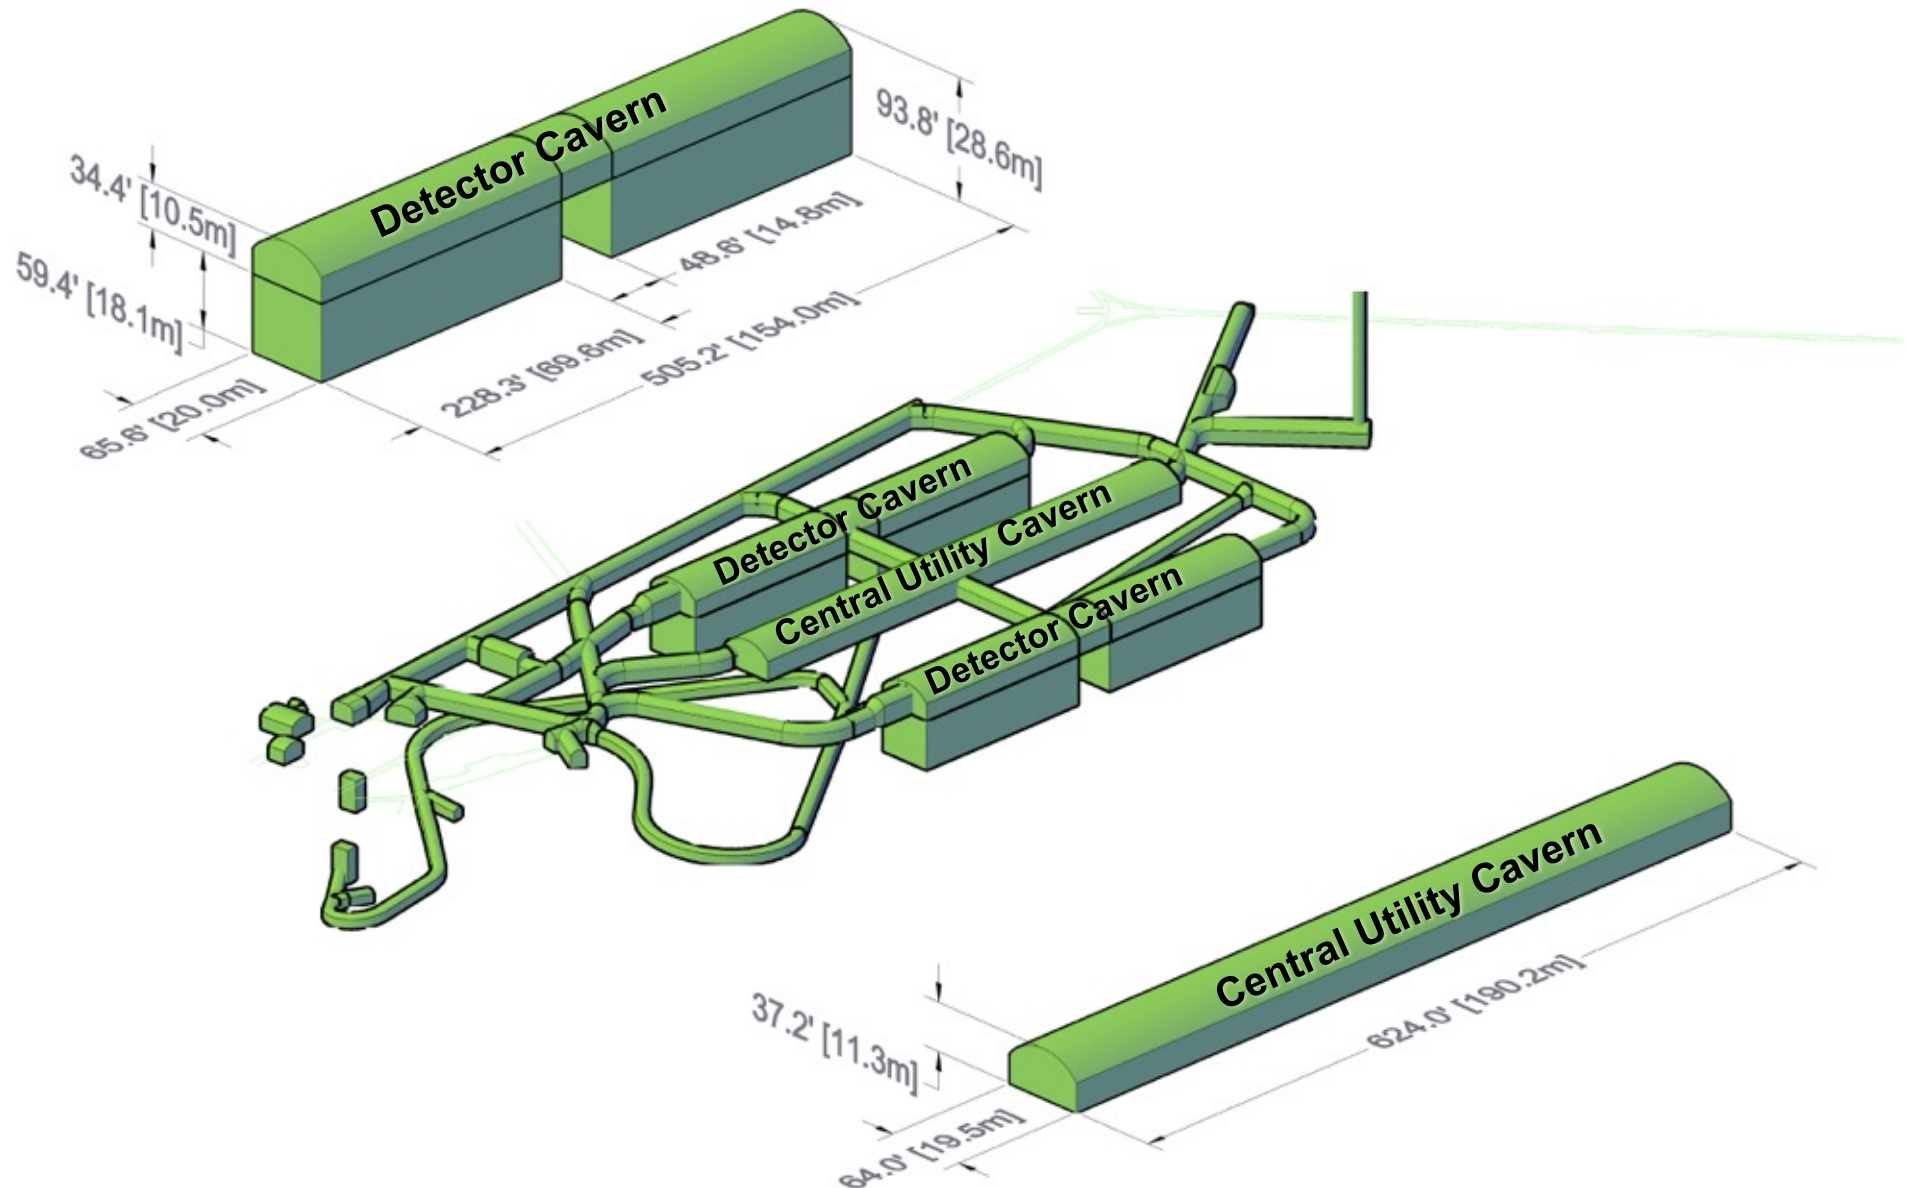 Detector Cavern
93.8' [28.6m]
34.4' [10.5m]
59.4' [18.1m]
48.6' [14.8m]
505.2' [154.0m]
228.3' [69.6m]
65.6' [20.0m]
Detector Cavern
Central Utility Cavern
Detector Cavern
Central Utility Cavern
37.2' [11.3m]
624.0' [190.2m]
64.0' [19.5m]